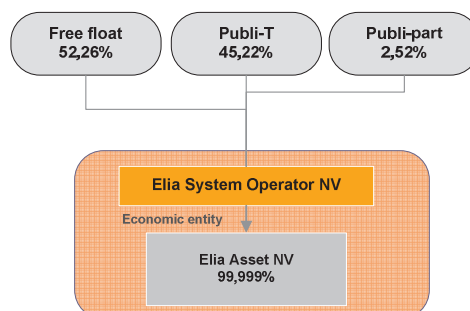 Free float
52,26%
Publi-T
45,22%
Publi-part
2,52%
Elia System Operator NV
Economic entity
Elia Asset NV
99,999%